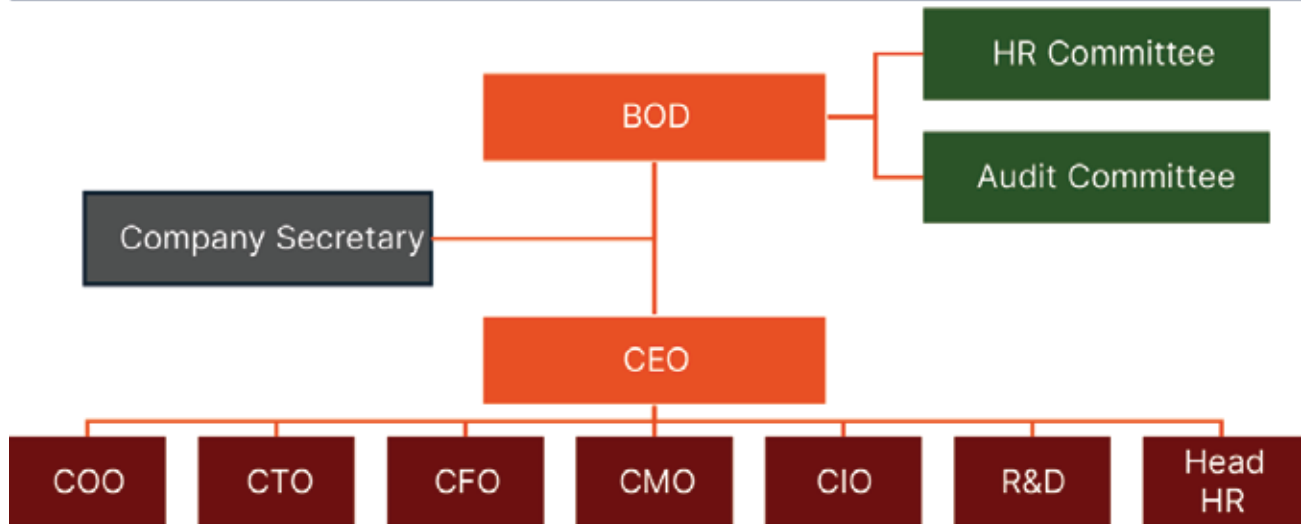 HR Committee
BOD
Audit Committee
Company Secretary
CEO
COO
CTO
CFO
CMO
CIO
R&D
Head
HR